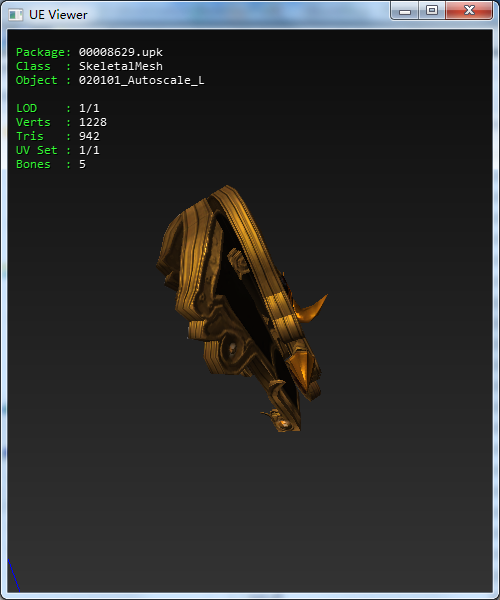 UE Viewer
Package: 00008629.upk
Class : SkeletalMesh
Object : 020101_Autoscale_L
LOD : 1/1
Verts : 1228
Tris : 942
UV Set : 1/1
Bones : 5